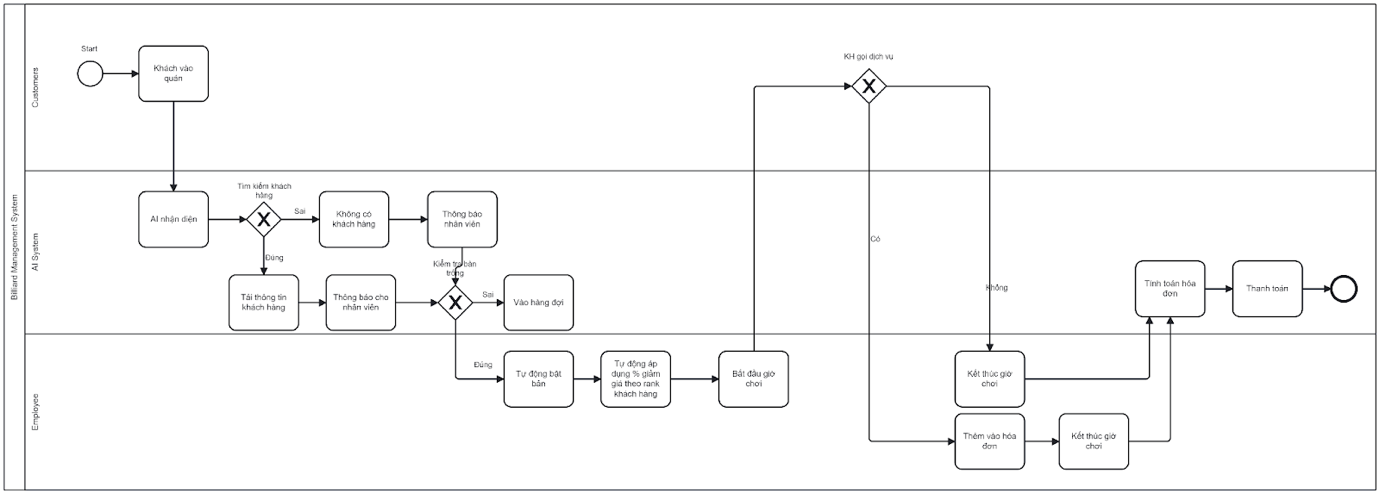 Billiard Management System
Customers
Start
Khách vào
quán
KH gọi dịch vụ
AI System
AI nhận diện
Tìm kiếm khách
hàng
Sai
Không có
khách hàng
Thông báo
nhân viên
Đúng
Tải thông tin
khách hàng
Thông báo cho
nhân viên
Kiểm tra bàn
trống
Sai
Vào hàng đợi
Có
Không
Tính toán hóa
đơn
Thanh toán
Employee
Đúng
Tự động bật
bàn
Tự động áp
dụng % giảm
giá theo rank
khách hàng
Bắt đầu giờ
chơi
Kết thúc giờ
chơi
Thêm vào hóa
đơn
Kết thúc giờ
chơi